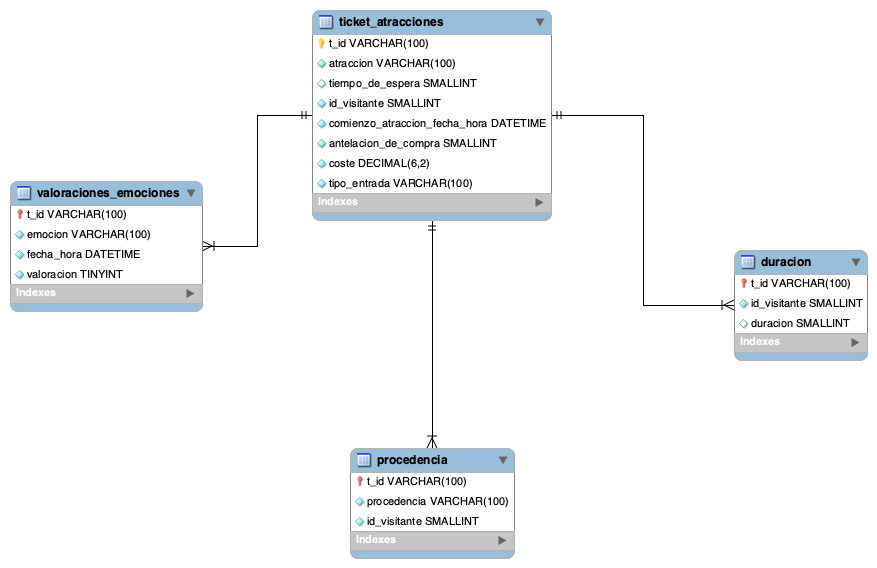 ticket_atracciones
t_id VARCHAR(100)
atraccion VARCHAR(100)
tiempo_de_espera SMALLINT
id_visitante SMALLINT
comienzo_atraccion_fecha_hora DATETIME
antelacion_de_compra SMALLINT
coste DECIMAL(6,2)
tipo_entrada VARCHAR(100)
Indexes
valoraciones_emociones
t_id VARCHAR(100)
emocion VARCHAR(100)
fecha_hora DATETIME
valoracion TINYINT
Indexes
duracion
t_id VARCHAR(100)
id_visitante SMALLINT
duracion SMALLINT
Indexes
procedencia
t_id VARCHAR(100)
procedencia VARCHAR(100)
id_visitante SMALLINT
Indexes